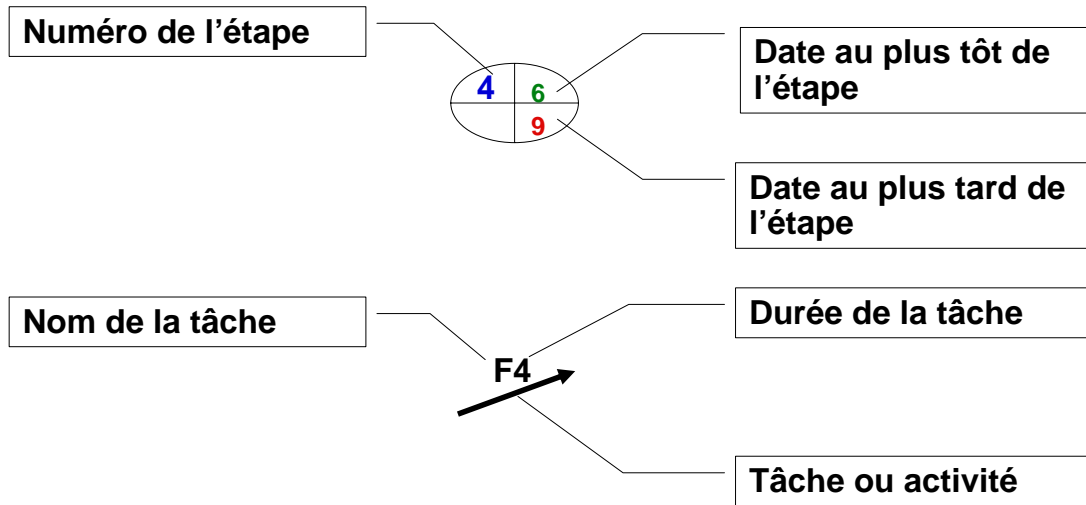 Numéro de l’étape
4
6
9
Date au plus tôt de
l’étape
Date au plus tard de
l’étape
Nom de la tâche
F4
Durée de la tâche
Tâche ou activité